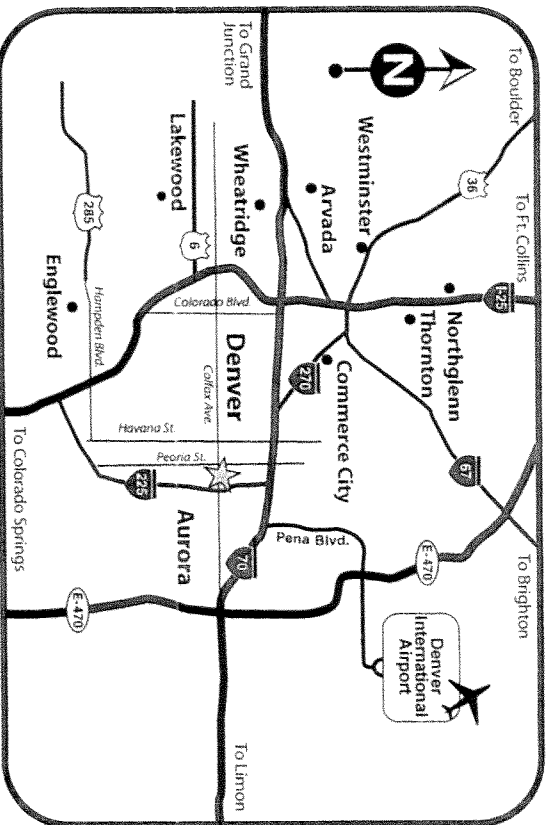 To Boulder
To Ft. Collins
To Brighton
I-25
36
67
Northglenn
Thornton
E-470
Denver
International
Airport
N
Westminster
Commerce City
Arvada
270
Pena Blvd.
To Grand
Junction
Wheatridge
70
To Limon
Denver
Colfax Ave.
Colorado Blvd
6
Lakewood
Aurora
Peoria St.
Havana St.
225
285
Hampden Blvd.
Englewood
E-470
To Colorado Springs